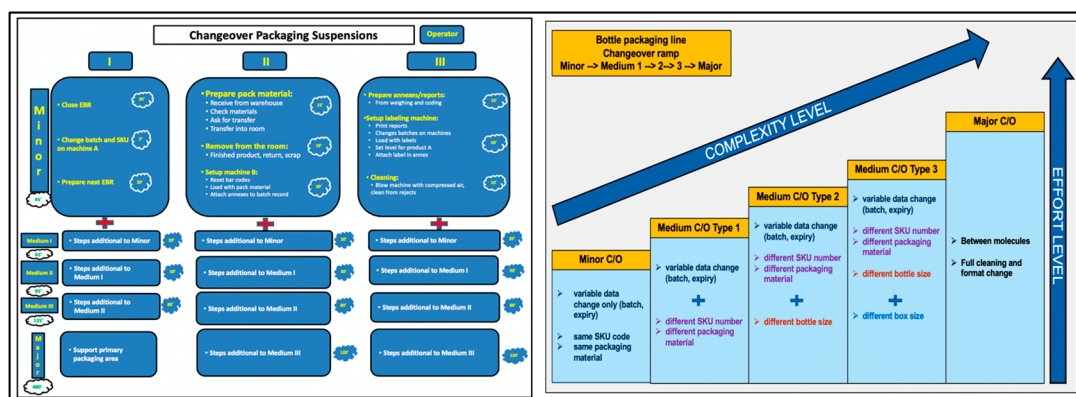 Changeover Packaging Suspensions
Operator
I
II
III
Minor
45'
• Close EBR
• Change batch and SKU
on machine A
• Prepare next EBR
• Prepare pack material:
• Receive from warehouse
• Check materials
• Ask for transfer
• Transfer into room
• Remove from the room:
• Finished product, return, scrap
• Setup machine B:
• Reset bar codes
• Load with pack material
• Attach annexes to batch record
• Prepare annexes/reports:
• From weighing and coding
• Setup labeling machine:
• Print reports
• Changes batches on machines
• Load with labels
• Set level for product A
• Attach label in annex
• Cleaning:
• Blow machine with compressed air,
clean from rejects
Medium I
65'
• Steps additional to Minor
• Steps additional to Minor
• Steps additional to Minor
Medium II
95'
• Steps additional to
Medium I
• Steps additional to Medium I
• Steps additional to Medium I
Medium III
125'
• Steps additional to
Medium II
• Steps additional to Medium II
• Steps additional to Medium II
Major
480'
• Support primary
packaging area
• Steps additional to Medium III
120'
• Steps additional to Medium III
120'
Bottle packaging line
Changeover ramp
Minor --> Medium 1 --> 2--> 3 --> Major
COMPLEXITY LEVEL
EFFORT LEVEL
Minor C/O
➢ variable data
change only (batch,
expiry)
➢ same SKU code
➢ same packaging
material
Medium C/O Type 1
➢ variable data change
(batch, expiry)
+
➢ different SKU number
➢ different packaging
material
Medium C/O Type 2
➢ variable data change
(batch, expiry)
➢ different SKU number
➢ different packaging
material
+
➢ different bottle size
Medium C/O Type 3
➢ variable data change
(batch, expiry)
➢ different SKU number
➢ different packaging
material
➢ different bottle size
+
➢ different box size
Major C/O
➢ Between molecules
➢ Full cleaning and
format change